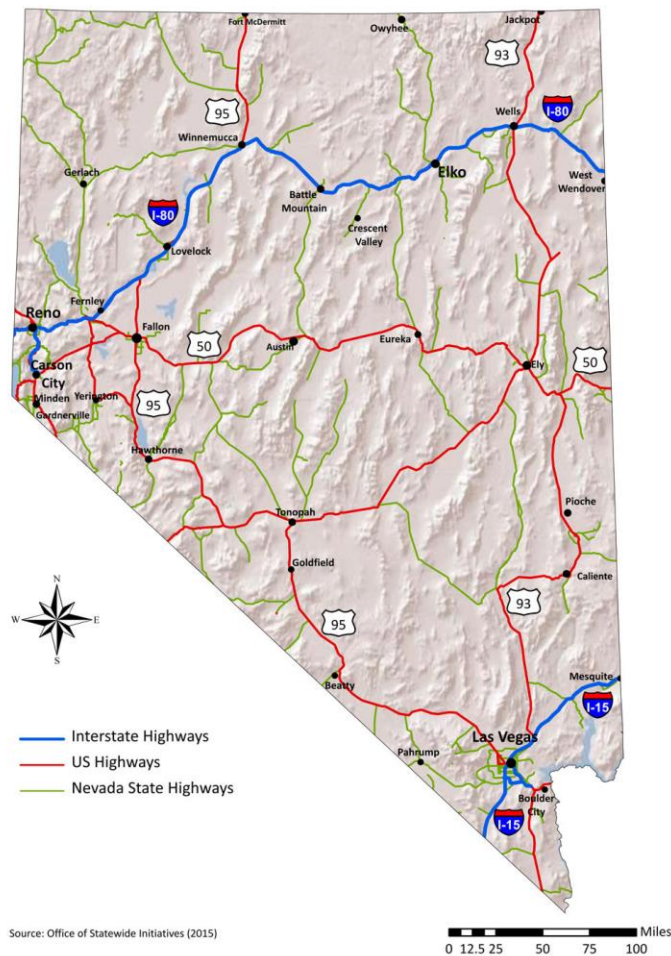 Fort McDermitt
Jackpot
Owyhee
93
95
Wells
I-80
Winnemucca
Elko
Gerlach
West
Wendover
Battle
Mountain
Crescent
Valley
I-80
Lovelock
Fernley
Reno
Fallon
50
Austin
Eureka
50
Ely
Carson
City
Minden
Gardnerville
Yerington
95
Hawthorne
Pioche
Tonopah
Goldfield
Caliente
93
N
W
E
S
95
Beatty
Mesquite
I-15
Las Vegas
Pahrump
Boulder
City
I-15
Interstate Highways
US Highways
Nevada State Highways
Source: Office of Statewide Initiatives (2015)
Miles
0 12.5 25 50 75 100